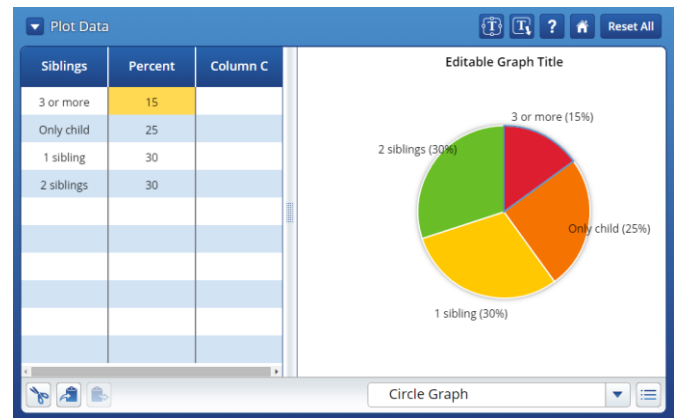 Plot Data
T
T
?
Reset All
Siblings Percent Column C
3 or more 15
Only child 25
1 sibling 30
2 siblings 30
Editable Graph Title
3 or more (15%)
2 siblings (30%)
Only child (25%)
1 sibling (30%)
Circle Graph